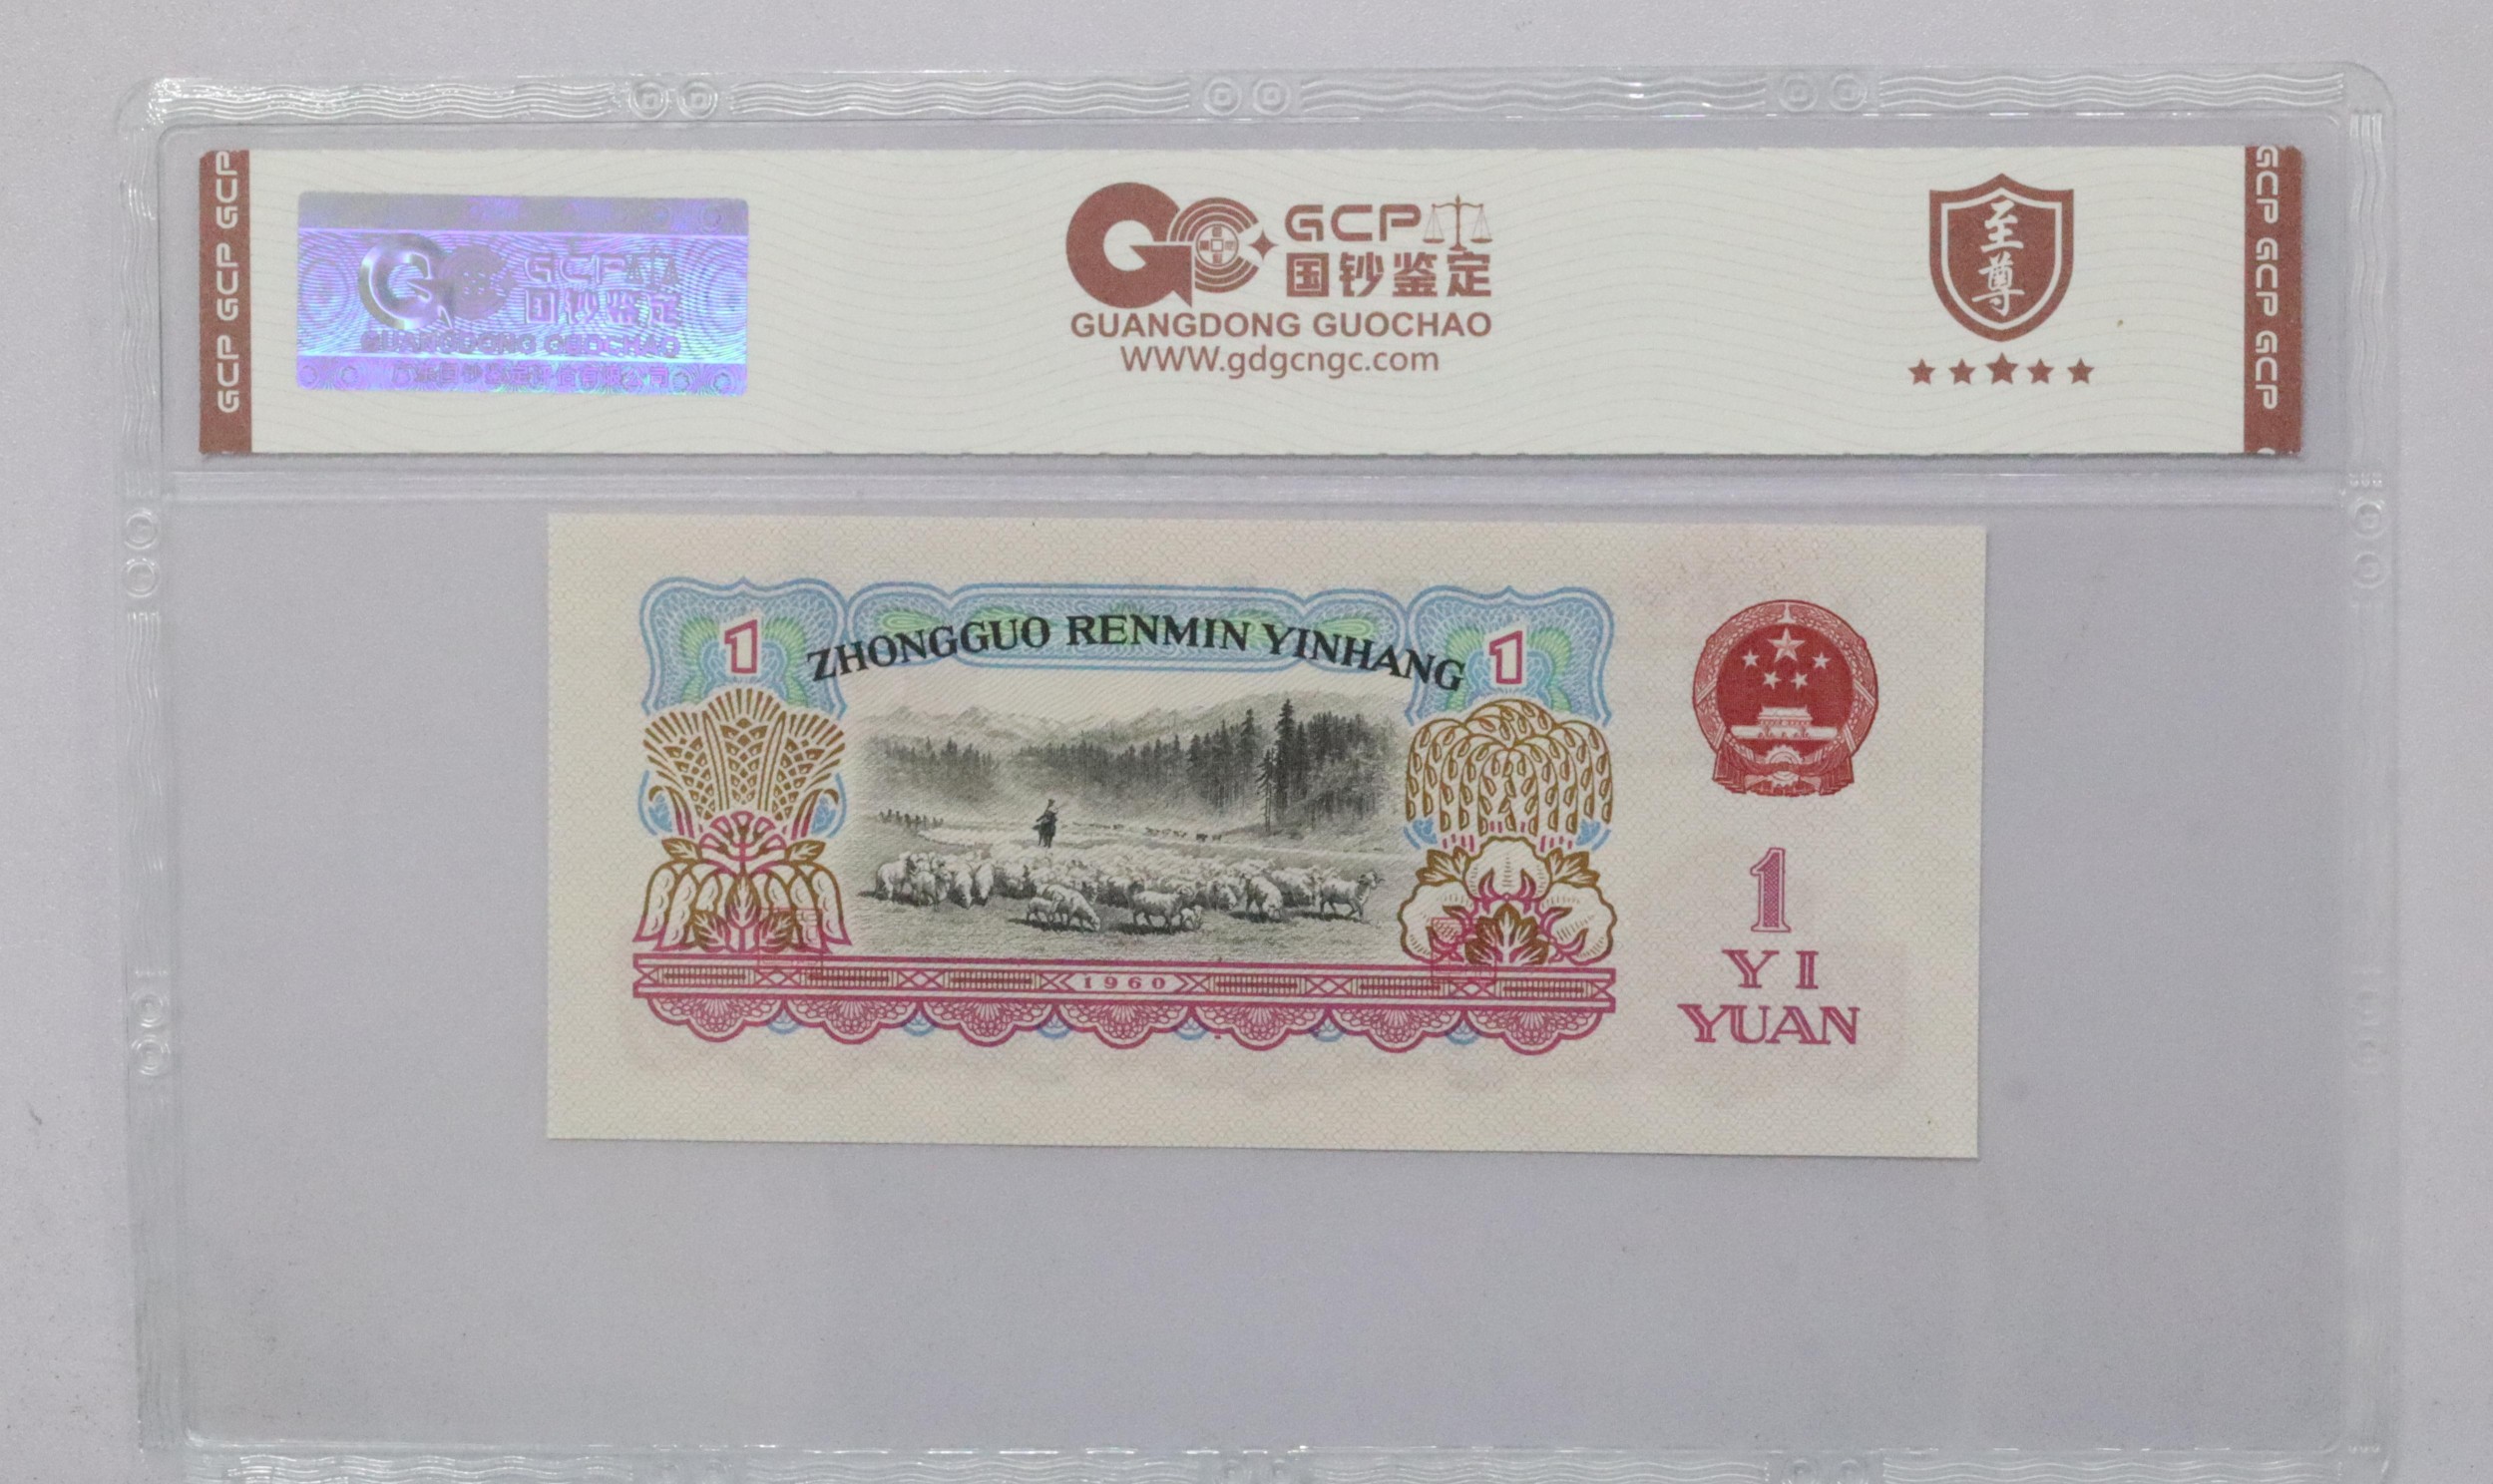 GCP GCP GCP
GCP
国钞鉴定
GUANGDONG GUOCHAO
GCP
国钞鉴定
GUANGDONG GUOCHAO
WWW.gdgcngc.com
至尊
GCP GCP GCP
1
ZHONGGUO RENMIN YINHANG
1
1960
1
YI
YUAN